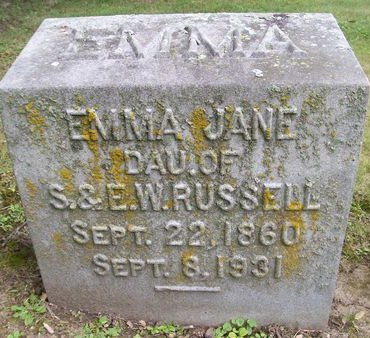 EMMA
EMMA JANE
DAU. OF
S. & E. W. RUSSELL
SEPT. 22, 1860
SEPT. 8, 1931